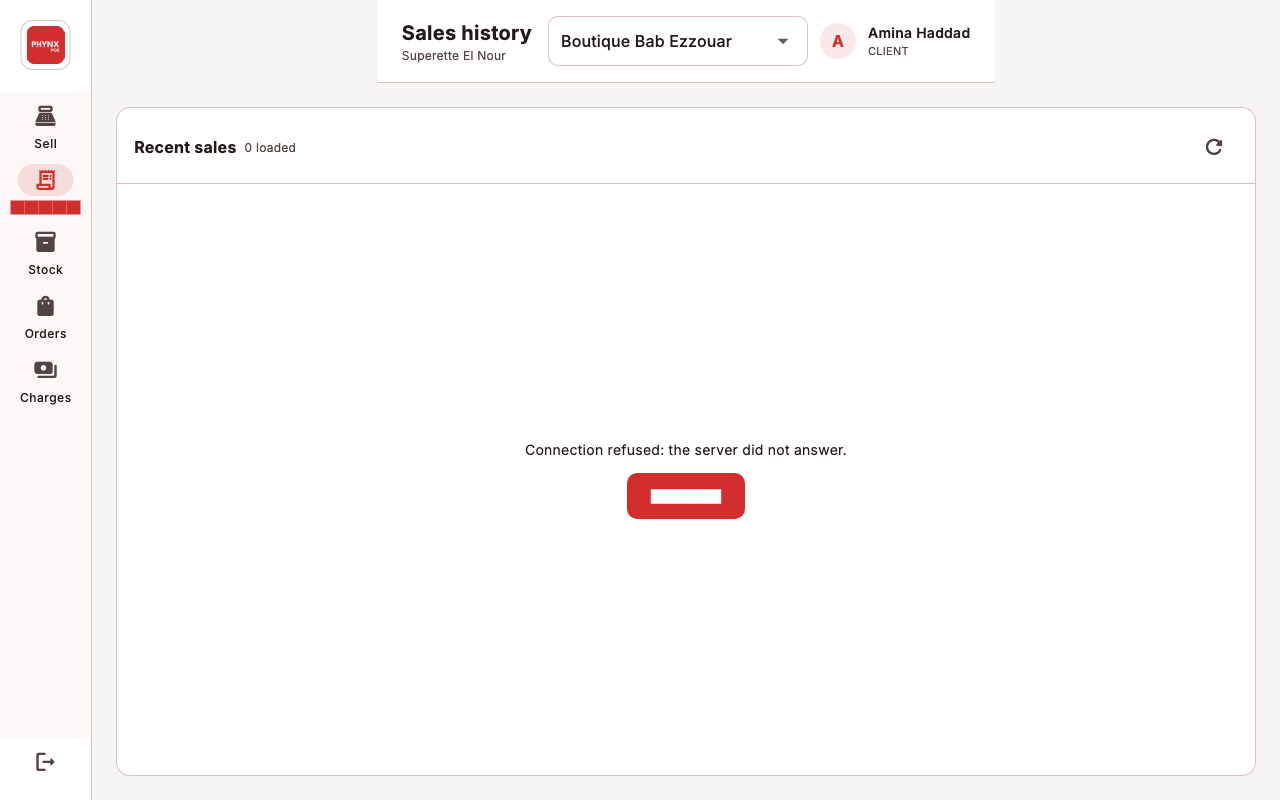 PHYNX
POS
Sales history
Superette El Nour
Boutique Bab Ezzouar
A
Amina Haddad
CLIENT
Sell
Stock
Orders
Charges
Recent sales 0 loaded
Connection refused: the server did not answer.